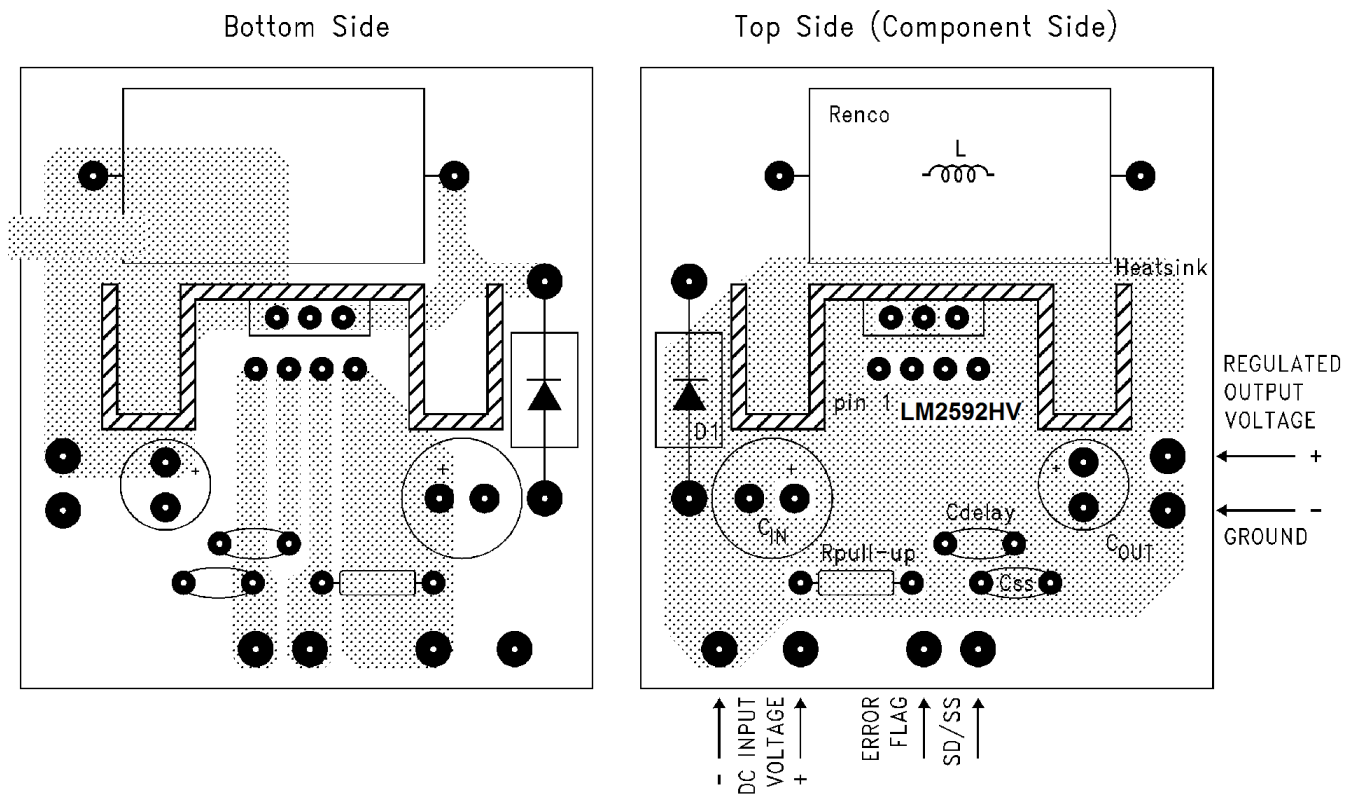 Bottom Side
Top Side (Component Side)
+
+
Renco
L
Heatsink
pin 1
LM2592HV
D1
+
CIN
+
COUT
Cdelay
Rpull-up
Css
REGULATED
OUTPUT
VOLTAGE
+
-
GROUND
- DC INPUT
VOLTAGE +
ERROR
FLAG
SD/SS